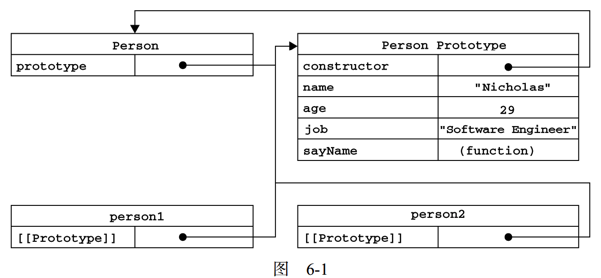 Person
prototype
Person Prototype
constructor
name "Nicholas"
age 29
job "Software Engineer"
sayName (function)
person1
[[Prototype]]
person2
[[Prototype]]
图 6-1